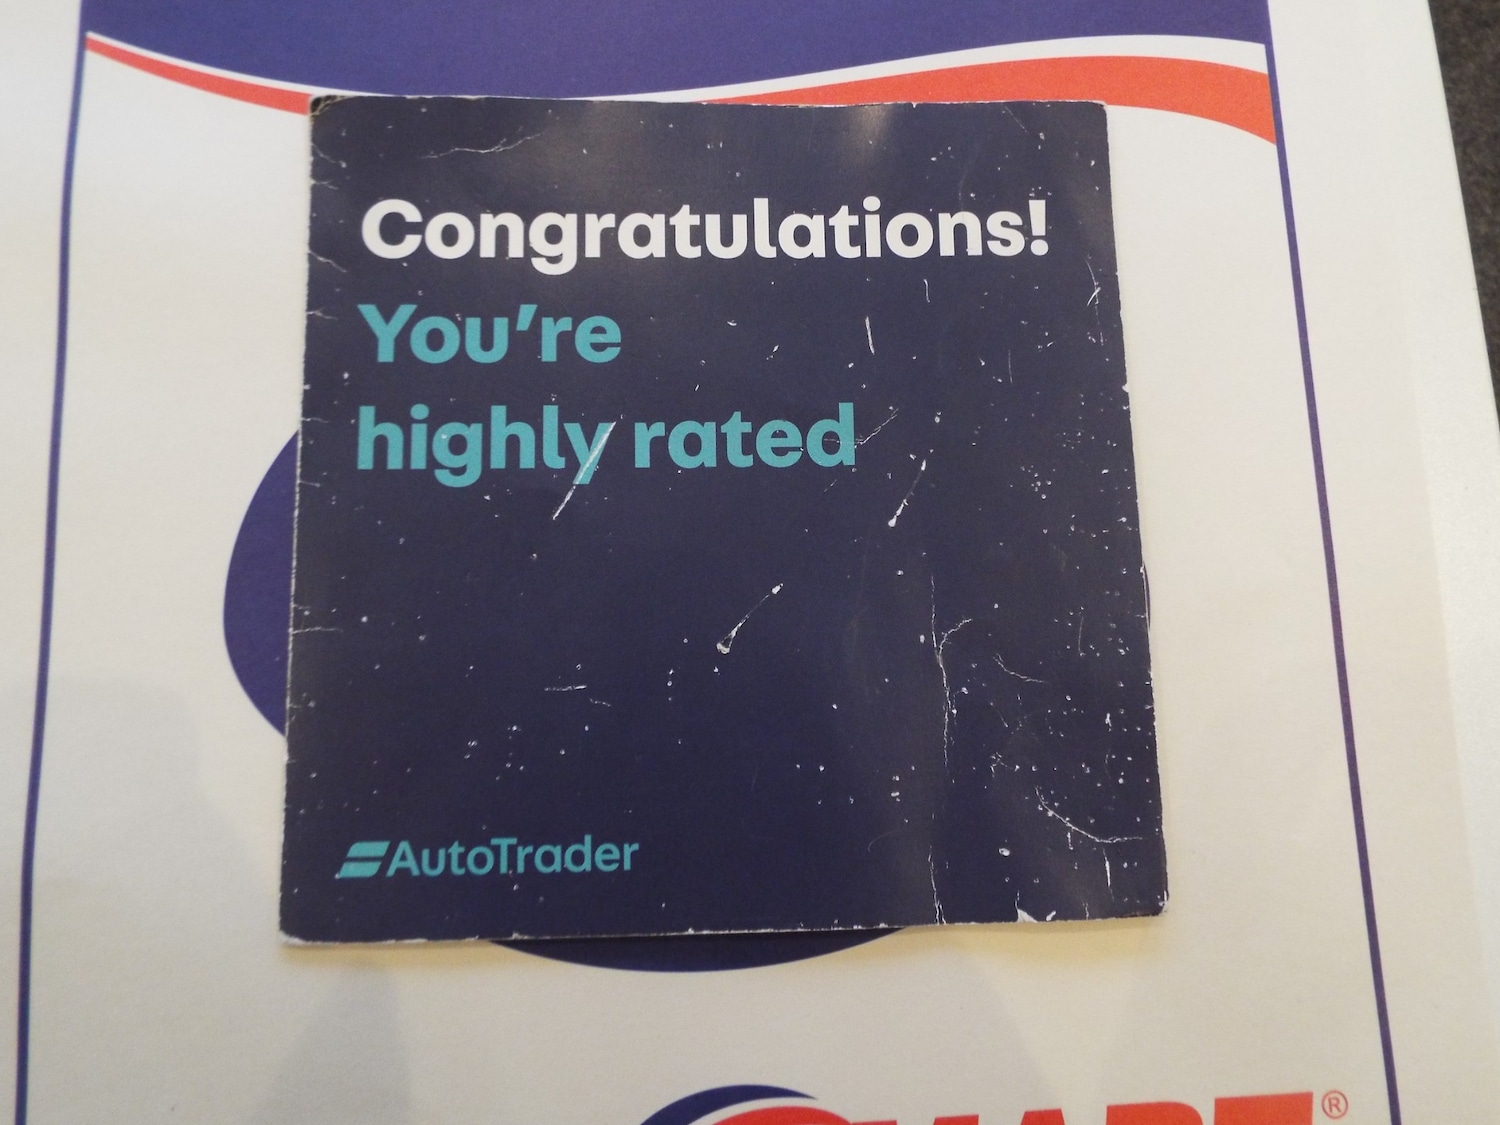 Congratulations!
You're
highly rated
AutoTrader
®